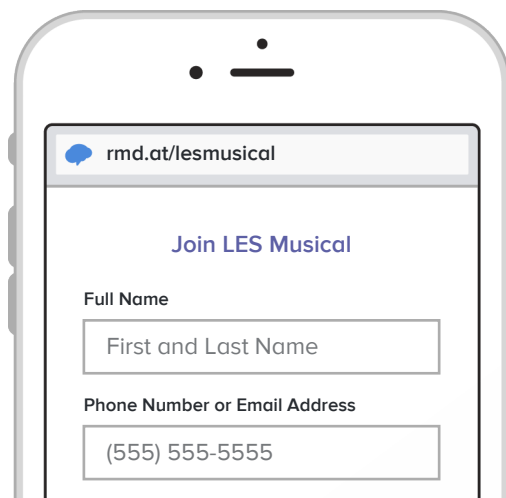 rmd.at/lesmusical
Join LES Musical
Full Name
First and Last Name
Phone Number or Email Address
(555) 555-5555